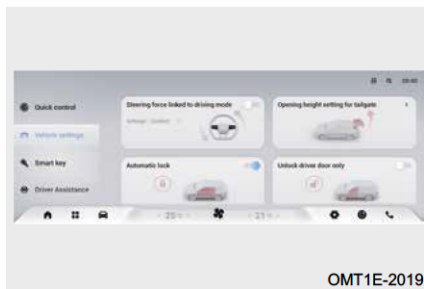 Quick control
Vehicle settings
Smart key
Driver Assistance
Steering force linked to driving mode
Opening height setting for tailgate
Automatic lock
Unlock driver door only
OMT1E-2019